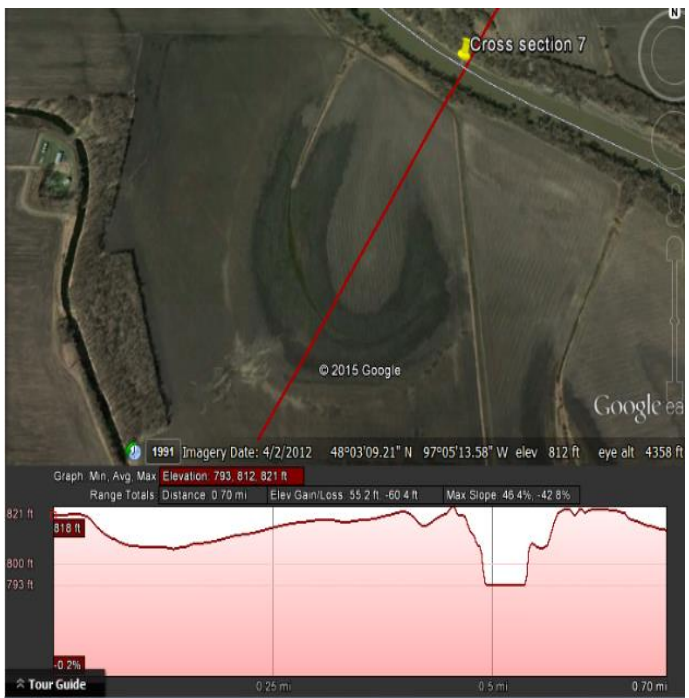 N
Cross section 7
© 2015 Google
Google ea
1991 Imagery Date: 4/2/2012 48°03'09.21" N 97°05'13.58" W elev 812 ft eye alt 4358 ft
Graph: Min, Avg, Max Elevation: 793, 812, 821 ft
Range Totals: Distance: 0.70 mi Elev Gain/Loss: 55.2 ft, -60.4 ft Max Slope: 46.4%, -42.8%
821 ft
818 ft
800 ft
793 ft
-0.2%
Tour Guide 0.25 mi 0.5 mi 0.70 mi